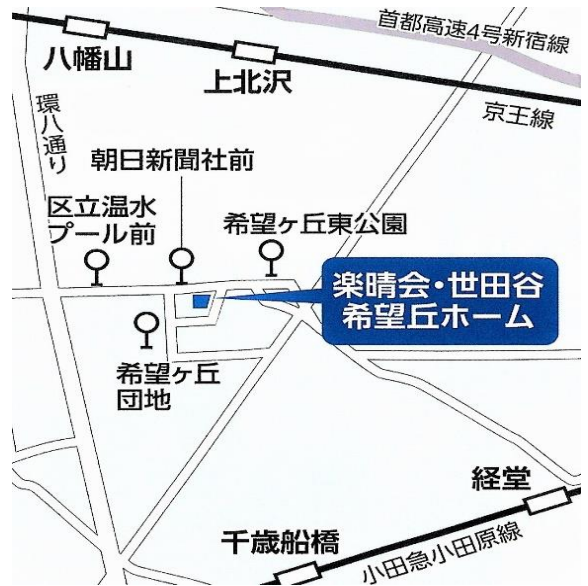 首都高速4号新宿線
八幡山
上北沢
京王線
環八通り
朝日新聞社前
区立温水
プール前
希望ヶ丘東公園
楽晴会・世田谷
希望丘ホーム
希望ヶ丘
団地
経堂
千歳船橋
小田急小田原線